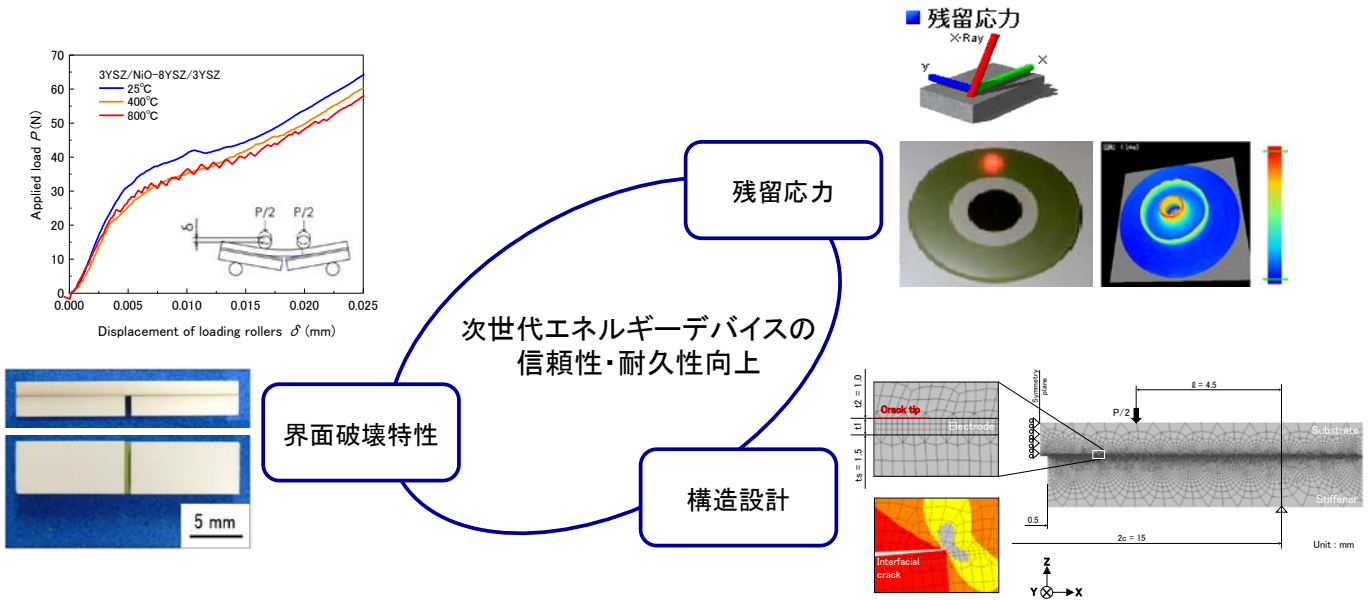 70
60
50
40
30
20
10
0
Applied load P (N)
3YSZ/NiO-8YSZ/3YSZ
25℃
400℃
800℃
P/2 P/2
δ
0.000 0.005 0.010 0.015 0.020 0.025
Displacement of loading rollers δ (mm)
5 mm
界面破壊特性
次世代エネルギーデバイスの
信頼性・耐久性向上
残留応力
構造設計
残留応力
X-Ray
Y
X
t2 = 1.0
t1
ts = 1.5
Crack tip
Electrode
Symmetry
plane
ℓ = 4.5
P/2
Substrate
Stiffener
0.5
2c = 15
Unit : mm
Interfacial
crack
Z
Y X